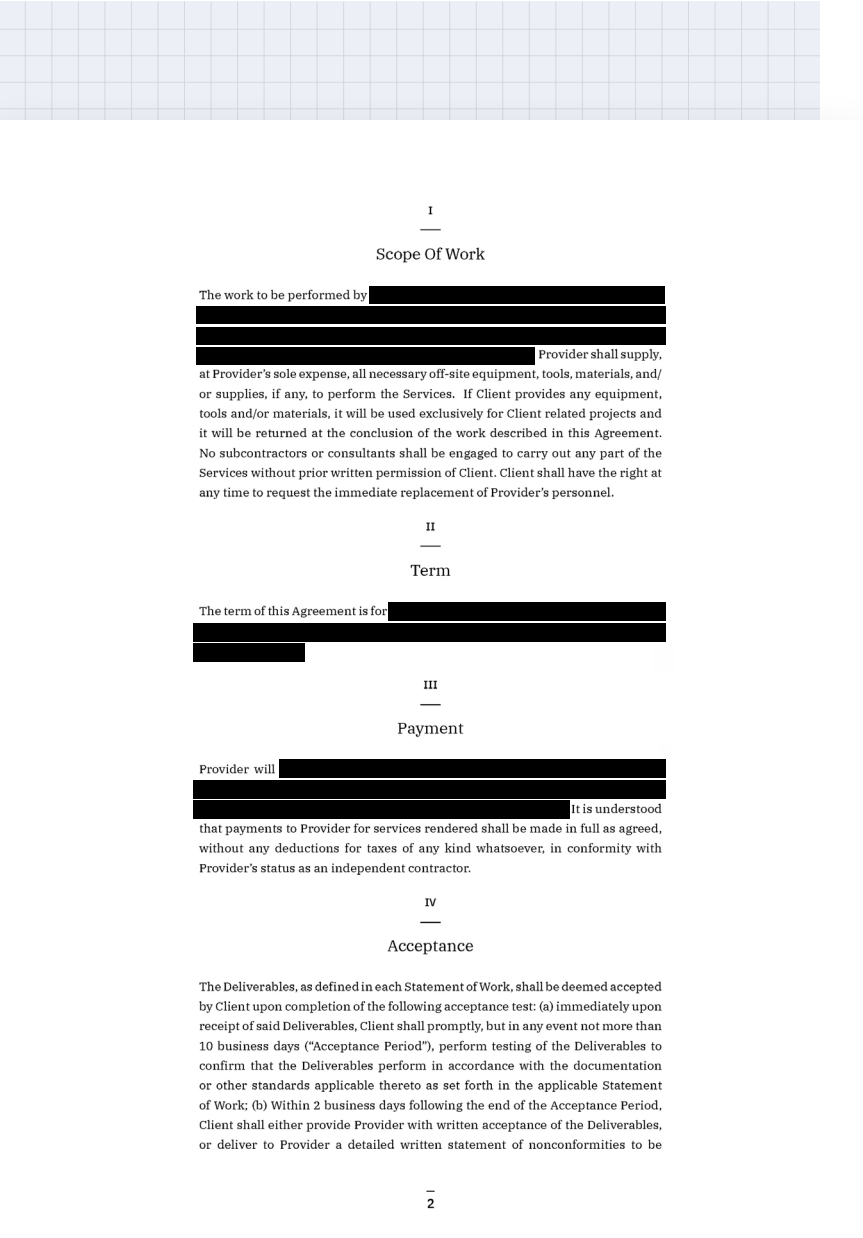 I
Scope Of Work
The work to be performed by
Provider shall supply,
at Provider’s sole expense, all necessary off-site equipment, tools, materials, and/
or supplies, if any, to perform the Services.  If Client provides any equipment,
tools and/or materials, it will be used exclusively for Client related projects and
it will be returned at the conclusion of the work described in this Agreement.
No subcontractors or consultants shall be engaged to carry out any part of the
Services without prior written permission of Client. Client shall have the right at
any time to request the immediate replacement of Provider’s personnel.
II
Term
The term of this Agreement is for
III
Payment
Provider will
It is understood
that payments to Provider for services rendered shall be made in full as agreed,
without any deductions for taxes of any kind whatsoever, in conformity with
Provider’s status as an independent contractor.
IV
Acceptance
The Deliverables, as defined in each Statement of Work, shall be deemed accepted
by Client upon completion of the following acceptance test: (a) immediately upon
receipt of said Deliverables, Client shall promptly, but in any event not more than
10 business days (“Acceptance Period”), perform testing of the Deliverables to
confirm that the Deliverables perform in accordance with the documentation
or other standards applicable thereto as set forth in the applicable Statement
of Work; (b) Within 2 business days following the end of the Acceptance Period,
Client shall either provide Provider with written acceptance of the Deliverables,
or deliver to Provider a detailed written statement of nonconformities to be
2